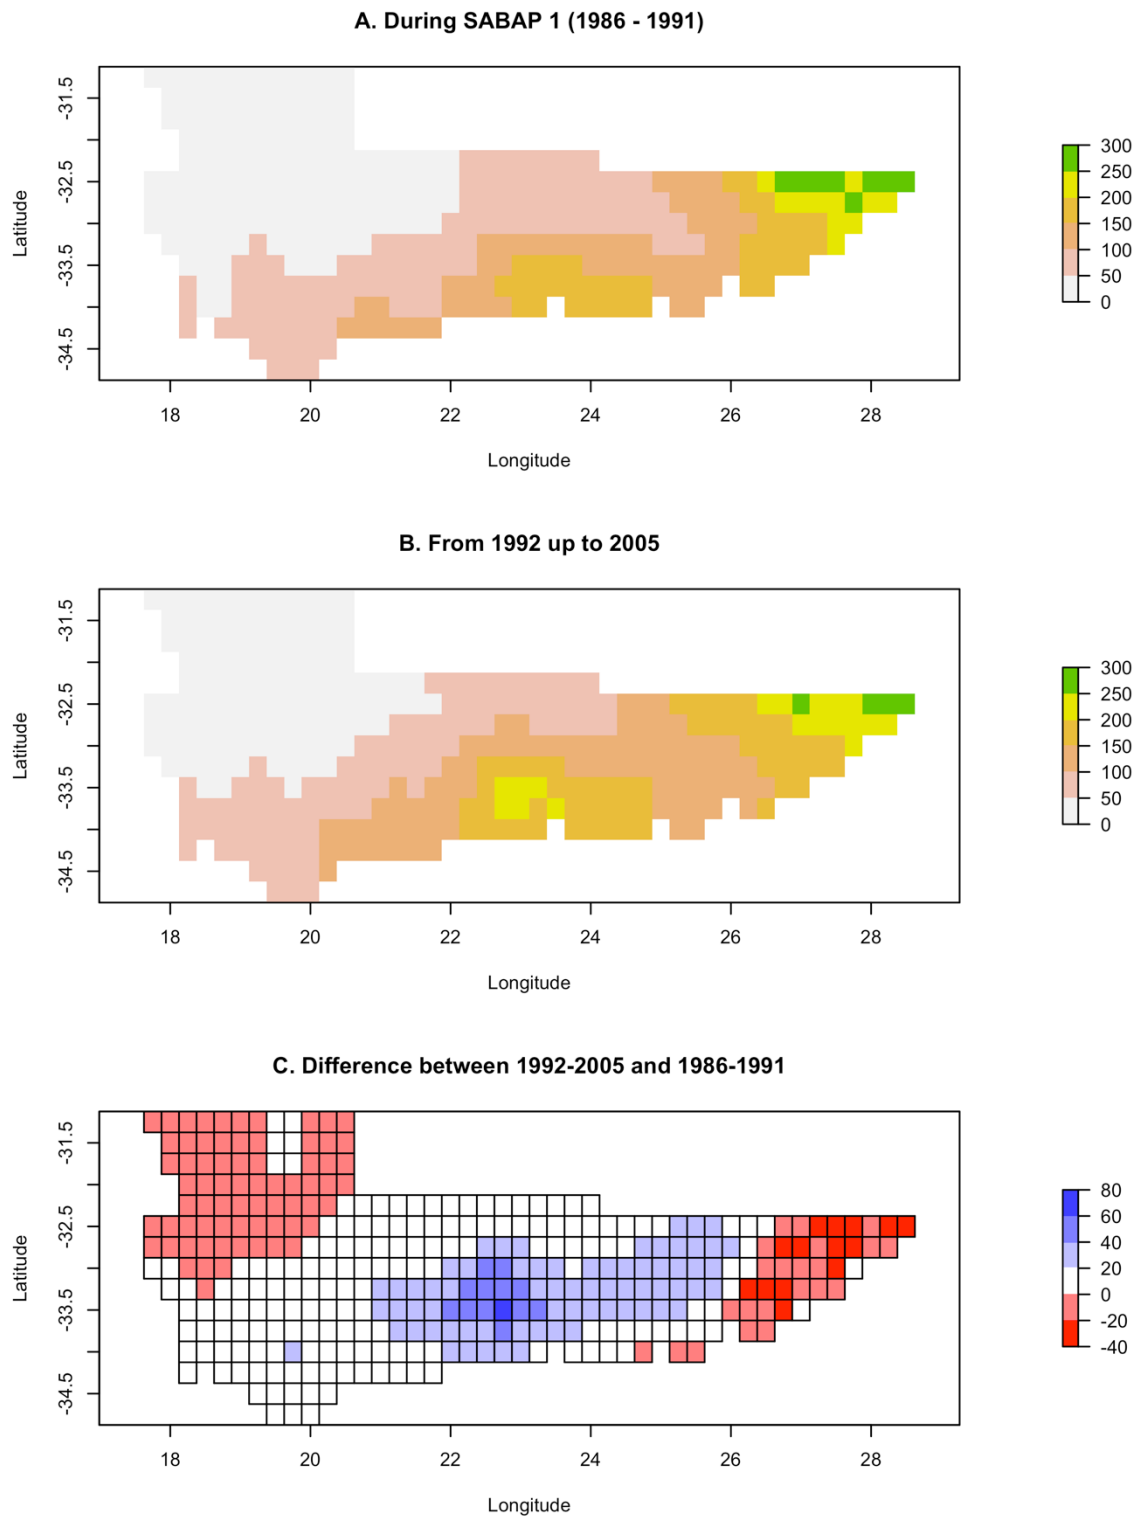 A. During SABAP 1 (1986 - 1991)
Latitude
-31.5
-32.5
-33.5
-34.5
18 20 22 24 26 28
Longitude
300
250
200
150
100
50
0
B. From 1992 up to 2005
Latitude
-31.5
-32.5
-33.5
-34.5
18 20 22 24 26 28
Longitude
300
250
200
150
100
50
0
C. Difference between 1992-2005 and 1986-1991
Latitude
-31.5
-32.5
-33.5
-34.5
18 20 22 24 26 28
Longitude
80
60
40
20
0
-20
-40